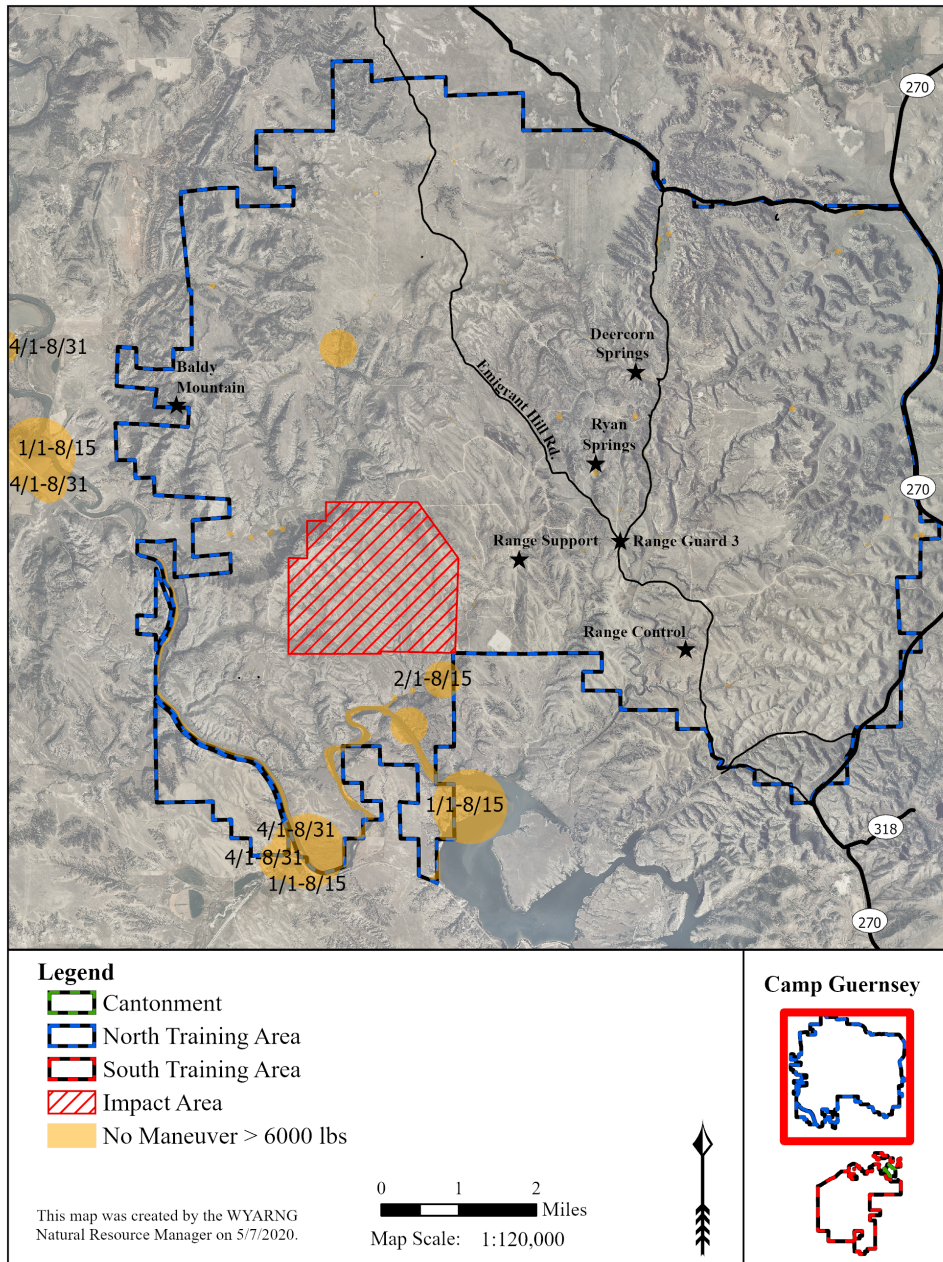 270
Deercorn
Springs
4/1-8/31
Baldy
Mountain
Emigrant Hill Rd.
Ryan
Springs
1/1-8/15
4/1-8/31
270
Range Support
Range Guard 3
Range Control
2/1-8/15
1/1-8/15
4/1-8/31
318
4/1-8/31
1/1-8/15
270
Legend
Cantonment
North Training Area
South Training Area
Impact Area
No Maneuver > 6000 lbs
This map was created by the WYARNG
Natural Resource Manager on 5/7/2020.
0 1 2
Miles
Map Scale: 1:120,000
Camp Guernsey